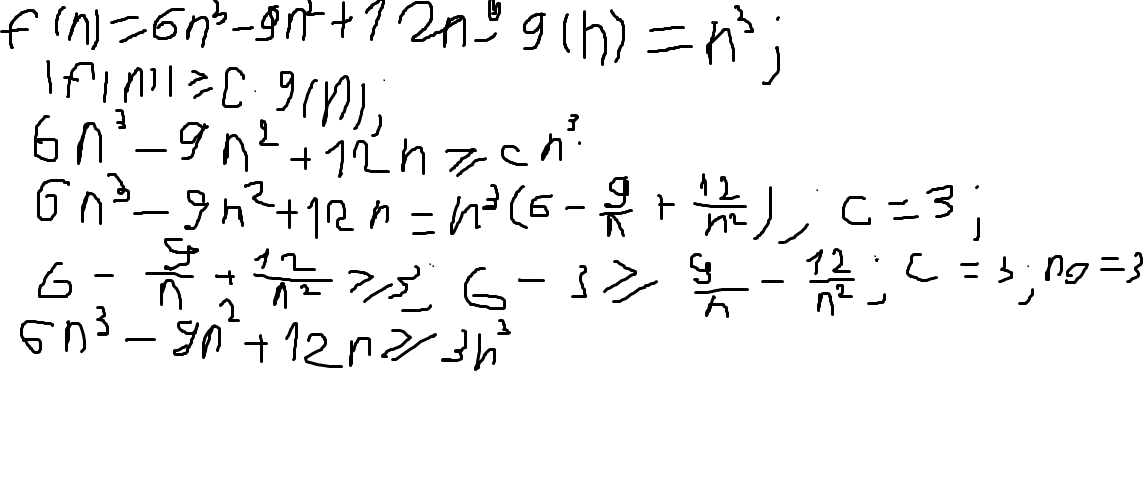 f(n)=6n³-9n²+12n; g(n)=n³;
|f(n)|≥C·g(n);
6n³-9n²+12n≥cn³
6n³-9n²+12n=n³(6-9/n+12/n²); c=3;
6-9/n+12/n²≥3; 6-3≥9/n-12/n²; c=3; n0=3
6n³-9n²+12n≥3n³